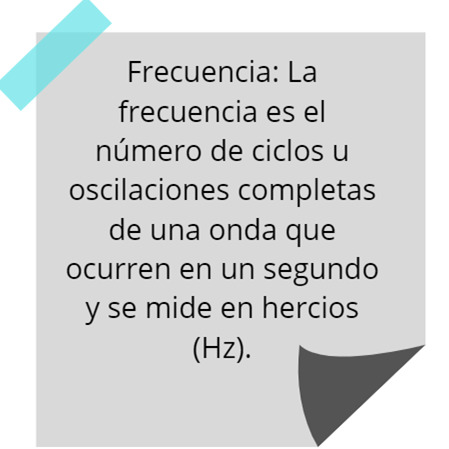 Frecuencia: La
frecuencia es el
número de ciclos u
oscilaciones completas
de una onda que
ocurren en un segundo
y se mide en hercios
(Hz).